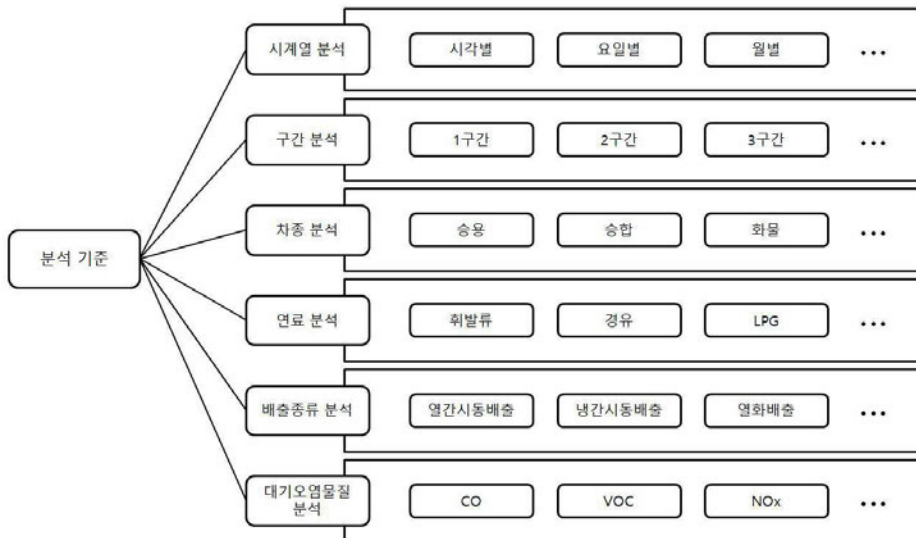 시계열 분석
시각별
요일별
월별
...
구간 분석
1구간
2구간
3구간
...
차종 분석
승용
승합
화물
...
분석 기준
연료 분석
휘발류
경유
LPG
...
배출종류 분석
열간시동배출
냉간시동배출
열화배출
...
대기오염물질
분석
CO
VOC
NOx
...